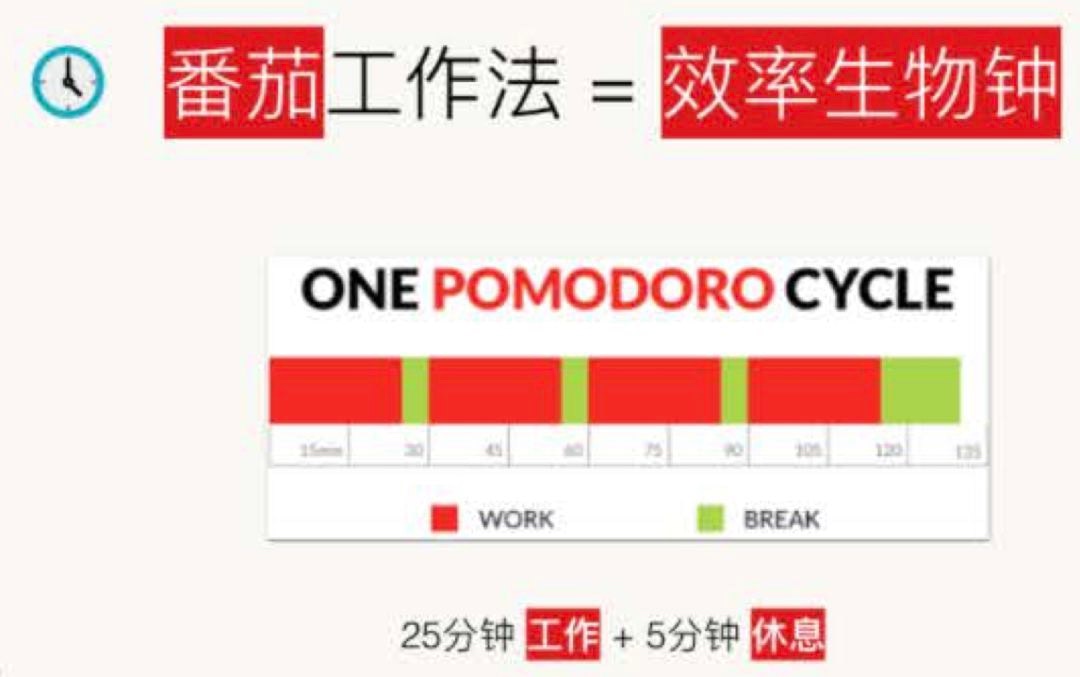 番茄工作法 = 效率生物钟
ONE POMODORO CYCLE
15min 30 45 60 75 90 105 120 135
WORK BREAK
25分钟 工作 + 5分钟 休息